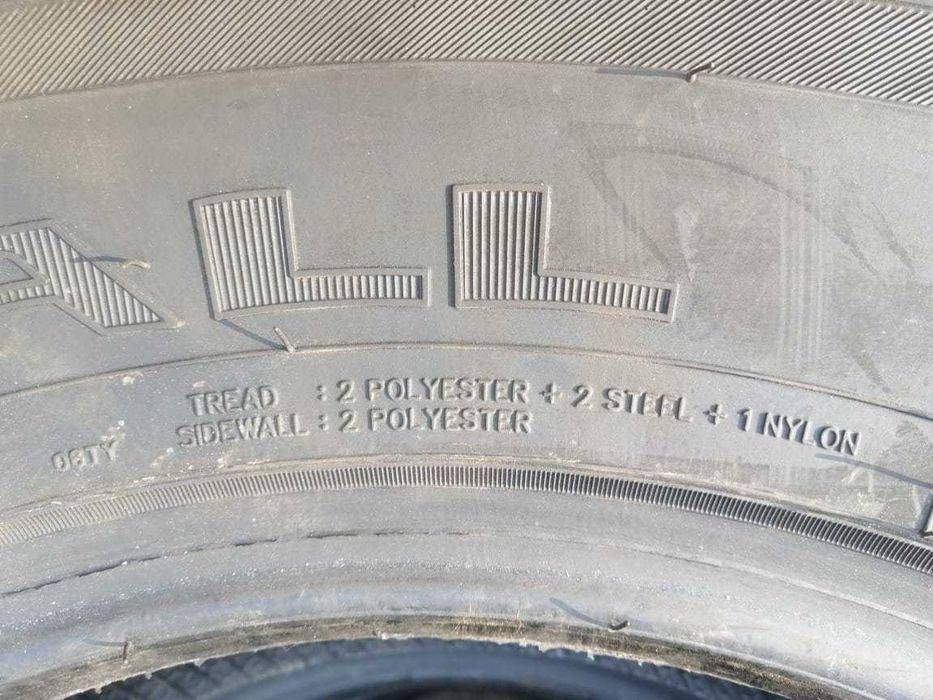 ALL
TREAD : 2 POLYESTER + 2 STEEL + 1 NYLON
SIDEWALL : 2 POLYESTER